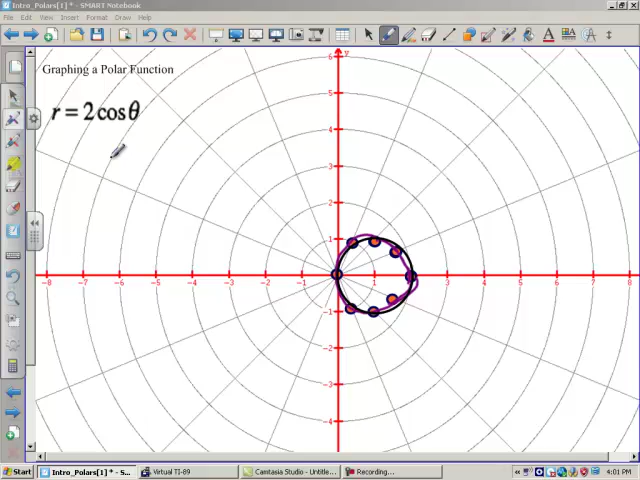 Intro_Polars[1] * - SMART Notebook
File Edit View Insert Format Draw Help
Graphing a Polar Function
r = 2 cos θ
y
6
5
4
3
2
1
-8 -7 -6 -5 -4 -3 -2 -1 1 2 3 4 5 6 7 8
-1
-2
-3
-4
Start Intro_Polars[1] * - S... Virtual TI-89 Camtasia Studio - Untitle... Recording... 4:01 PM